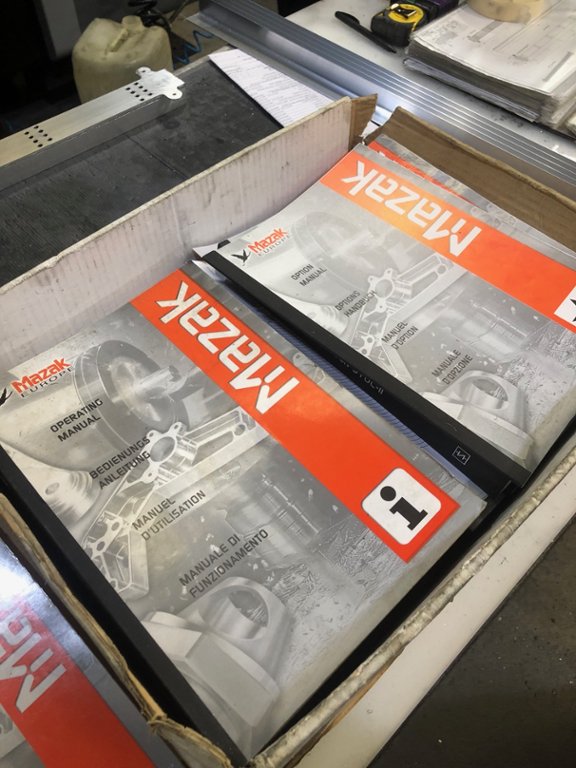 Mazak
Mazak
EUROPE
OPTION
MANUAL
OPTIONS
HANDBUCH
MANUEL
D'OPTION
MANUALE
D'OPZIONE
Mazak
Mazak
EUROPE
OPERATING
MANUAL
BEDIENUNGS
ANLEITUNG
MANUEL
D'UTILISATION
MANUALE DI
FUNZIONAMENTO
i
Maz